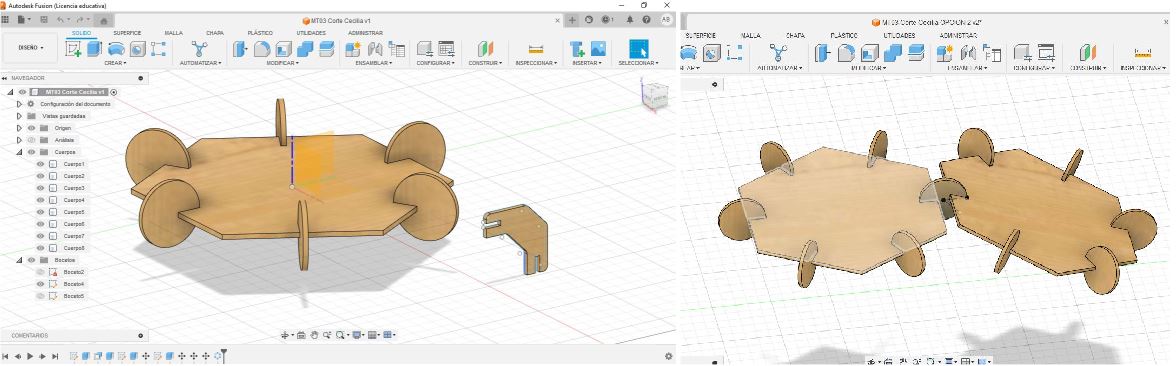 Autodesk Fusion (Licencia educativa)
MT03 Corte Cecilia v1
AB
SÓLIDO
SUPERFICIE
MALLA
CHAPA
PLÁSTICO
UTILIDADES
ADMINISTRAR
DISEÑO
CREAR
AUTOMATIZAR
MODIFICAR
ENSAMBLAR
CONFIGURAR
CONSTRUIR
INSPECCIONAR
INSERTAR
SELECCIONAR
NAVEGADOR
MT03 Corte Cecilia v1
Configuración del documento
Vistas guardadas
Origen
Análisis
Cuerpos
Cuerpo1
Cuerpo2
Cuerpo3
Cuerpo4
Cuerpo5
Cuerpo6
Cuerpo7
Cuerpo8
Bocetos
Boceto2
Boceto4
Boceto5
COMENTARIOS
MT03 Corte Cecilia OPCION 2 v2*
SUPERFICIE
MALLA
CHAPA
PLÁSTICO
UTILIDADES
ADMINISTRAR
AUTOMATIZAR
MODIFICAR
ENSAMBLAR
CONFIGURAR
CONSTRUIR
INSPECCIONAR